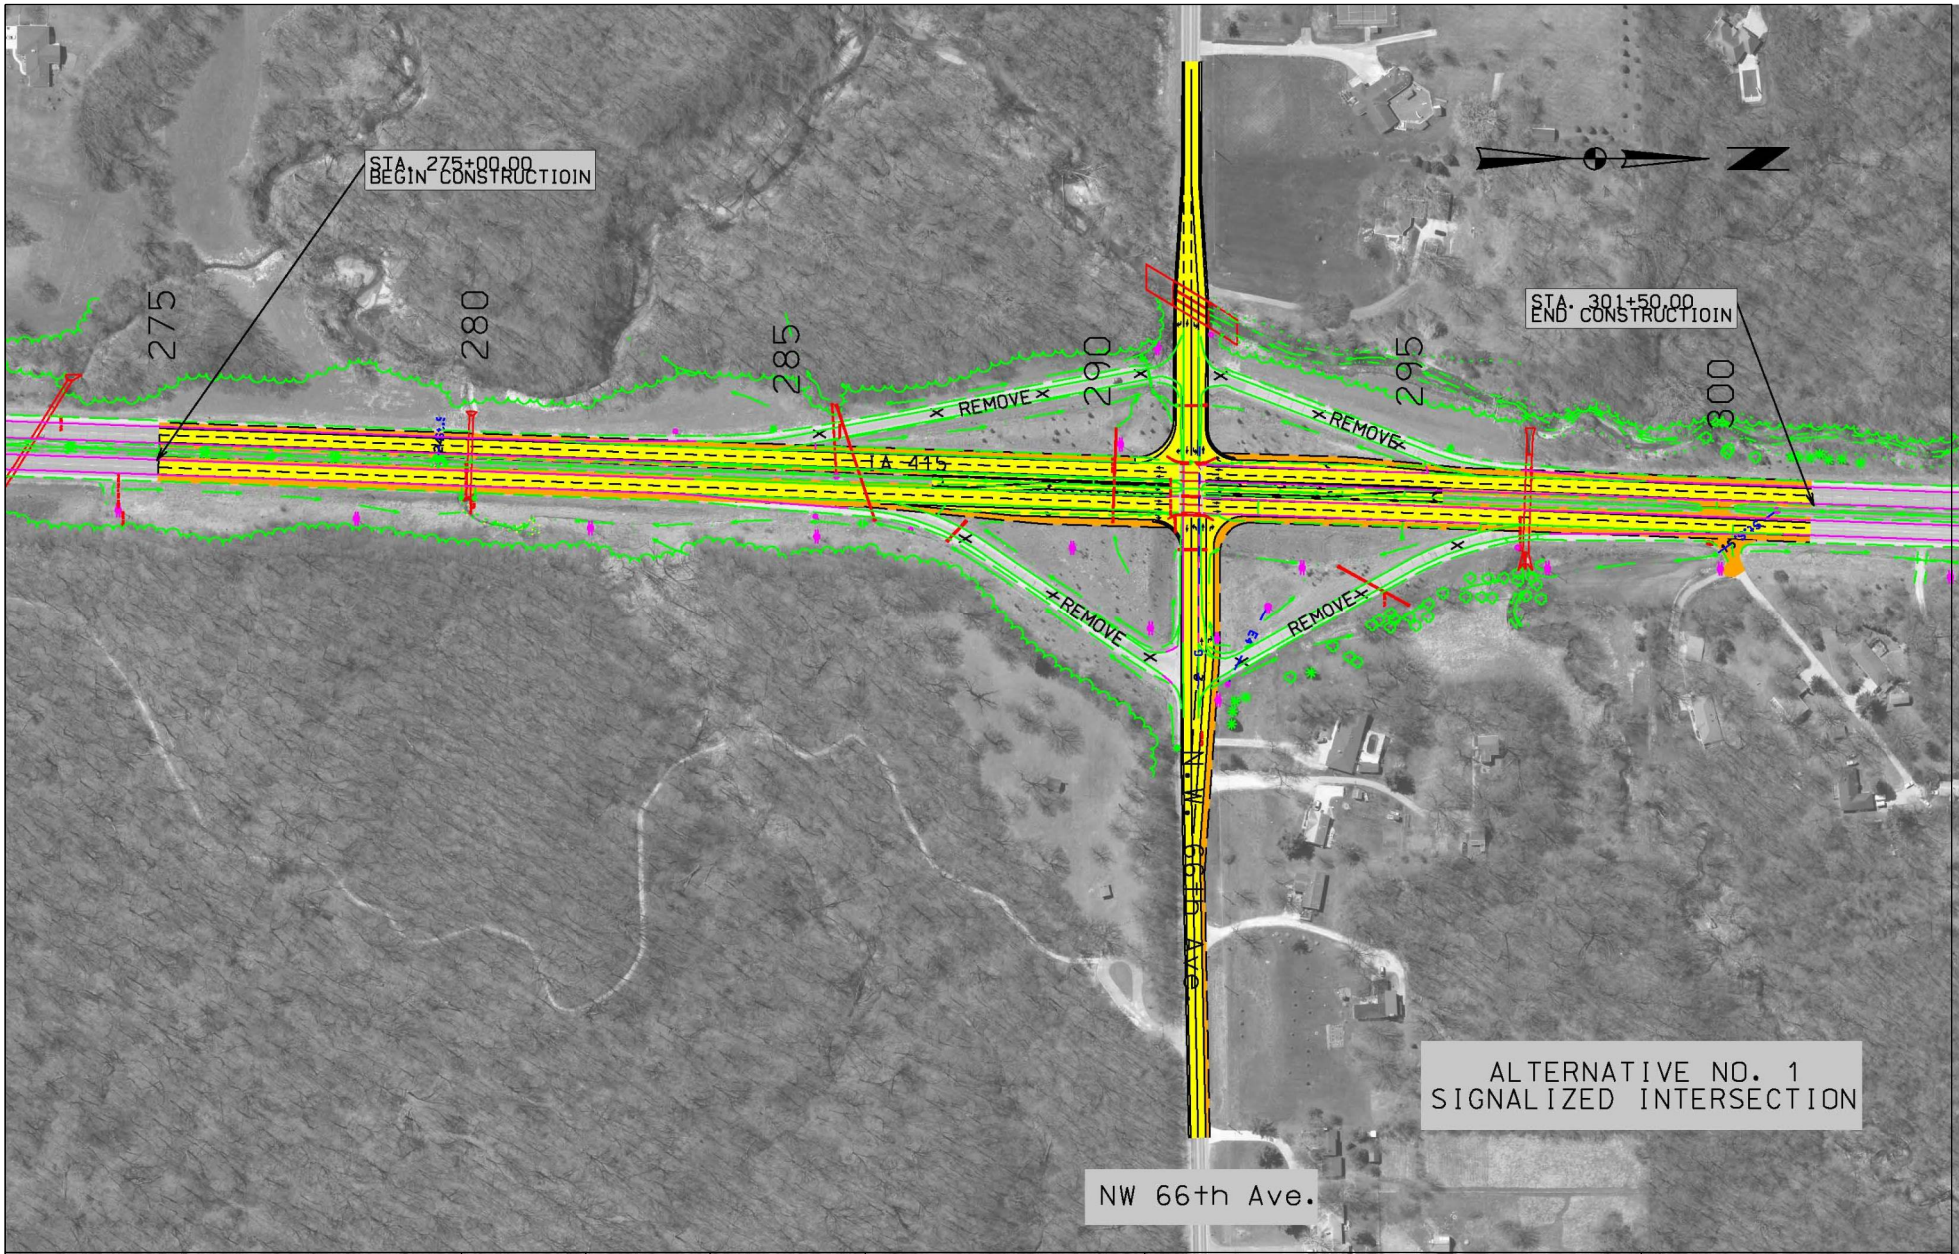 STA. 275+00.00
BEGIN CONSTRUCTIOIN
275
280
285
290
295
300
STA. 301+50.00
END CONSTRUCTIOIN
N
REMOVE
REMOVE
IA 415
REMOVE
REMOVE
N. W. 66th Ave.
ALTERNATIVE NO. 1
SIGNALIZED INTERSECTION
NW 66th Ave.